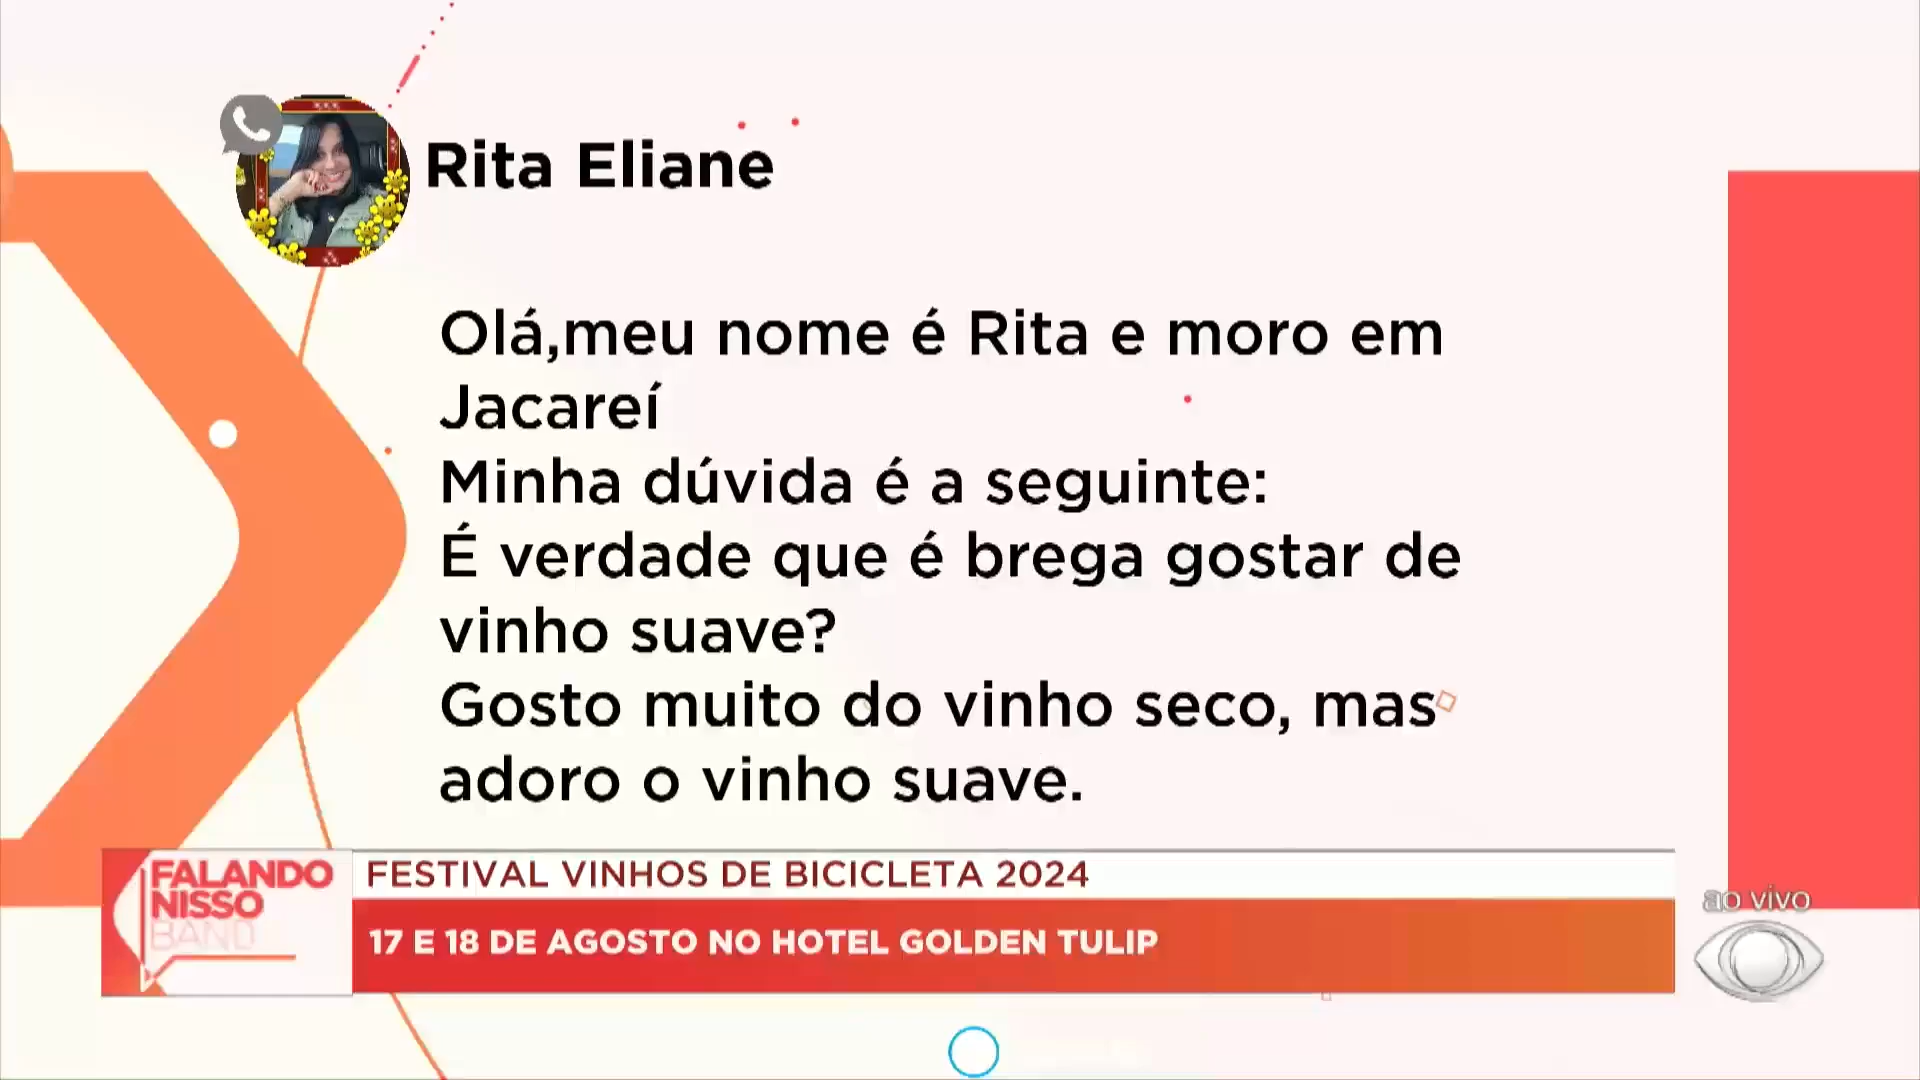 Rita Eliane
Olá,meu nome é Rita e moro em
Jacareí
Minha dúvida é a seguinte:
É verdade que é brega gostar de
vinho suave?
Gosto muito do vinho seco, mas
adoro o vinho suave.
FALANDO
NISSO
BAND
FESTIVAL VINHOS DE BICICLETA 2024
17 E 18 DE AGOSTO NO HOTEL GOLDEN TULIP
ao vivo